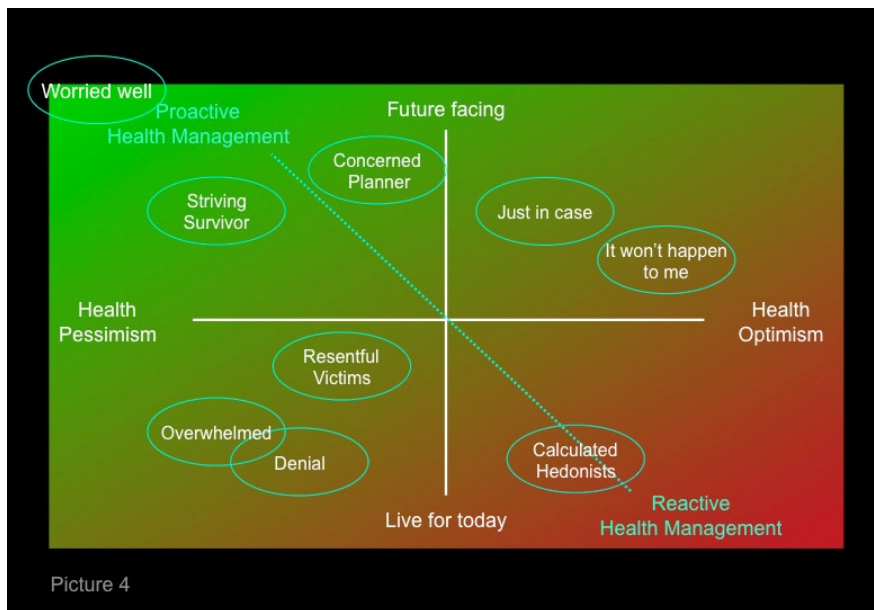 Worried well
Proactive
Health Management
Future facing
Concerned
Planner
Striving
Survivor
Just in case
It won’t happen
to me
Health
Pessimism
Health
Optimism
Resentful
Victims
Overwhelmed
Denial
Calculated
Hedonists
Live for today
Reactive
Health Management
Picture 4